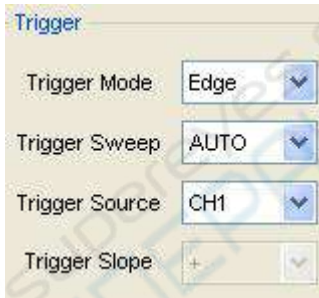 Trigger
Trigger Mode Edge
Trigger Sweep AUTO
Trigger Source CH1
Trigger Slope +